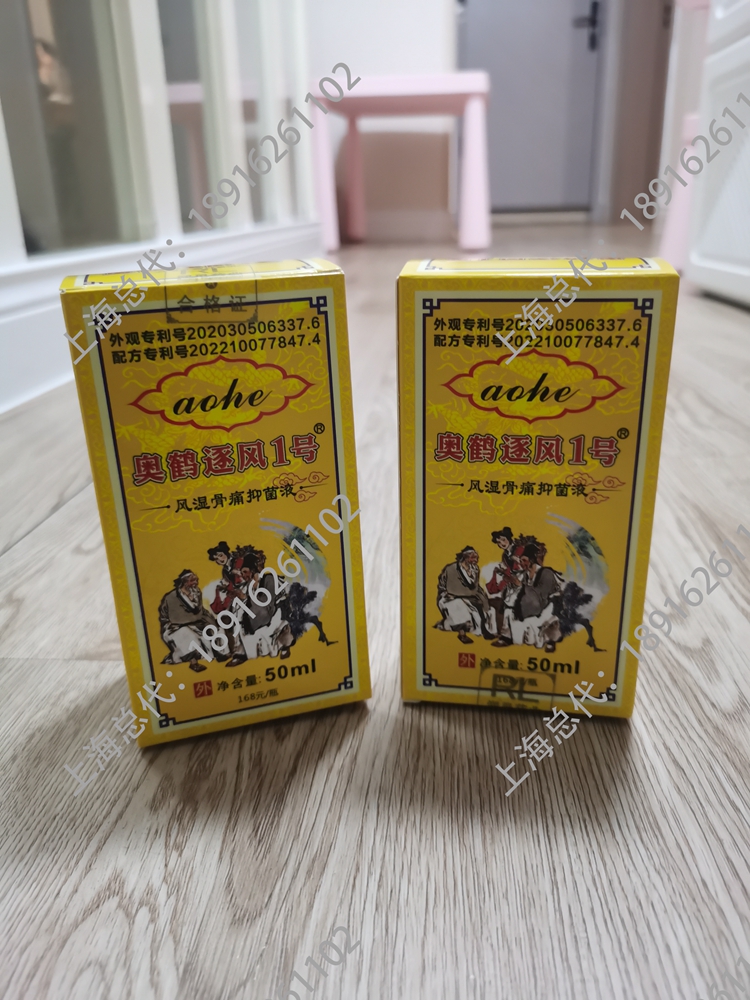 上海总代：18916261102
上海总代：18916261102
合格证
外观专利号202030506337.6
配方专利号202210077847.4
aohe
奥鹤逐风1号®
风湿骨痛抑菌液
外 净含量:50ml
168元/瓶
外观专利号202030506337.6
配方专利号202210077847.4
aohe
奥鹤逐风1号®
风湿骨痛抑菌液
外 净含量:50ml
上海总代：18916261102
上海总代：18916261102